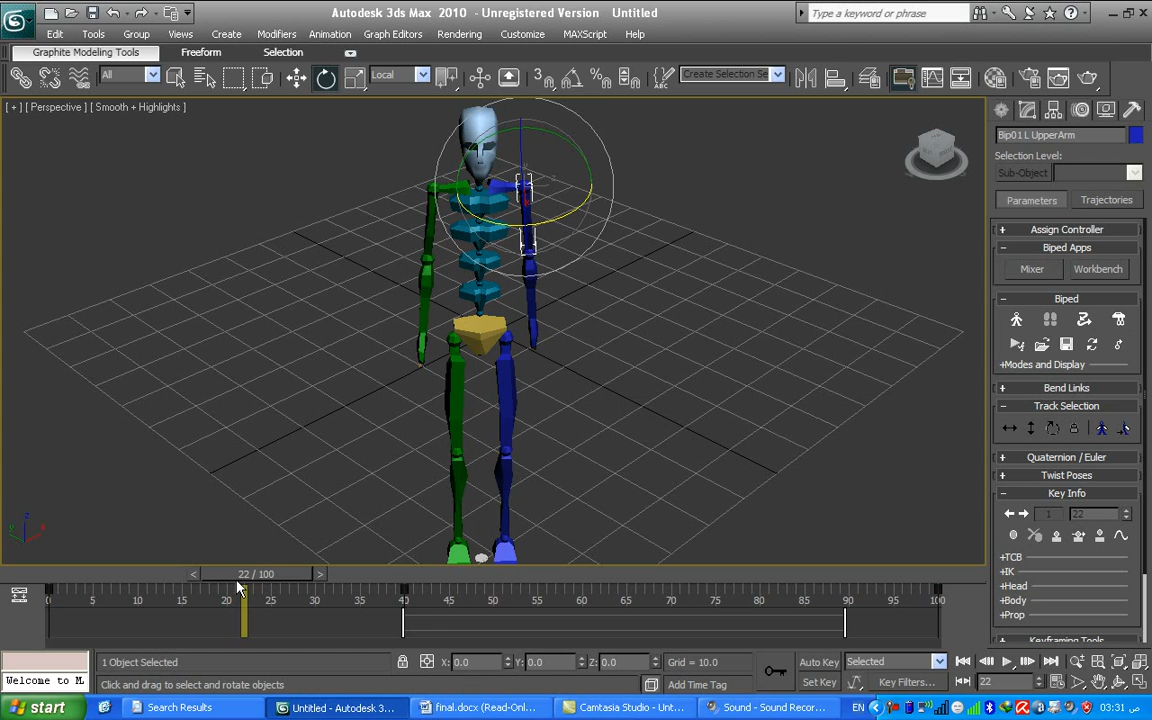 Autodesk 3ds Max 2010 - Unregistered Version Untitled
Type a keyword or phrase
Edit Tools Group Views Create Modifiers Animation Graph Editors Rendering Customize MAXScript Help
Graphite Modeling Tools Freeform Selection
All Local Create Selection Se
[ + ] [ Perspective ] [ Smooth + Highlights ]
Bip01 L UpperArm
Selection Level:
Sub-Object
Parameters Trajectories
+ Assign Controller
- Biped Apps
Mixer Workbench
- Biped
+Modes and Display
+ Bend Links
- Track Selection
+ Quaternion / Euler
+ Twist Poses
- Key Info
1 22
+TCB
+IK
+Head
+Body
+Prop
Keyframing Tools
< 22 / 100 >
0 5 10 15 20 25 30 35 40 45 50 55 60 65 70 75 80 85 90 95 100
1 Object Selected X: 0.0 Y: 0.0 Z: 0.0 Grid = 10.0 Auto Key Selected
Welcome to M. Click and drag to select and rotate objects Add Time Tag Set Key Key Filters... 22
start Search Results Untitled - Autodesk 3... final.docx (Read-Onl... Camtasia Studio - Unt... Sound - Sound Recor... EN 03:31 ص